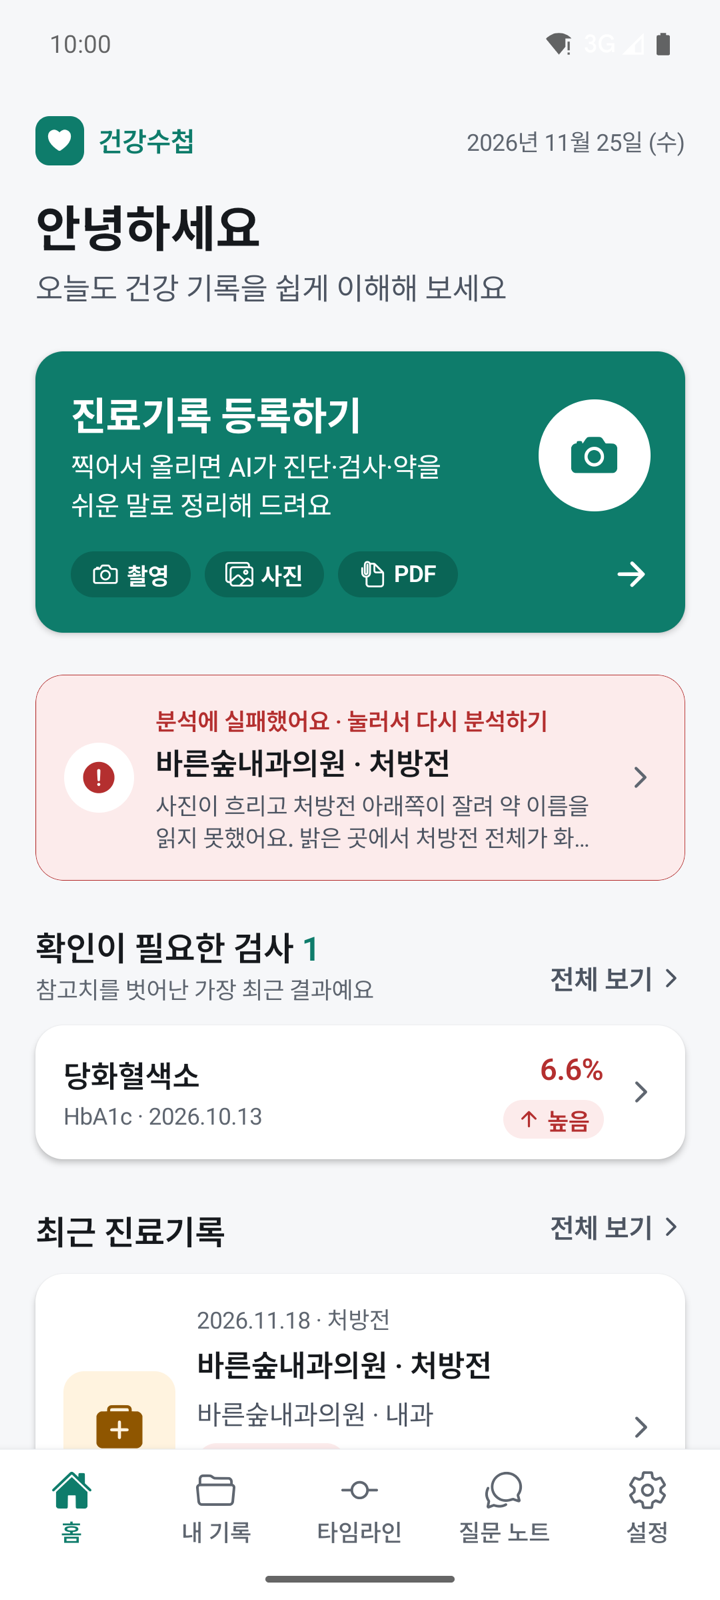 10:00
3G
건강수첩
2026년 11월 25일 (수)
안녕하세요
오늘도 건강 기록을 쉽게 이해해 보세요
진료기록 등록하기
찍어서 올리면 AI가 진단·검사·약을
쉬운 말로 정리해 드려요
촬영
사진
PDF
분석에 실패했어요 · 눌러서 다시 분석하기
바른숲내과의원 · 처방전
사진이 흐리고 처방전 아래쪽이 잘려 약 이름을
읽지 못했어요. 밝은 곳에서 처방전 전체가 화…
확인이 필요한 검사 1
참고치를 벗어난 가장 최근 결과예요
전체 보기
당화혈색소
HbA1c · 2026.10.13
6.6%
높음
최근 진료기록
전체 보기
2026.11.18 · 처방전
바른숲내과의원 · 처방전
바른숲내과의원 · 내과
홈
내 기록
타임라인
질문 노트
설정